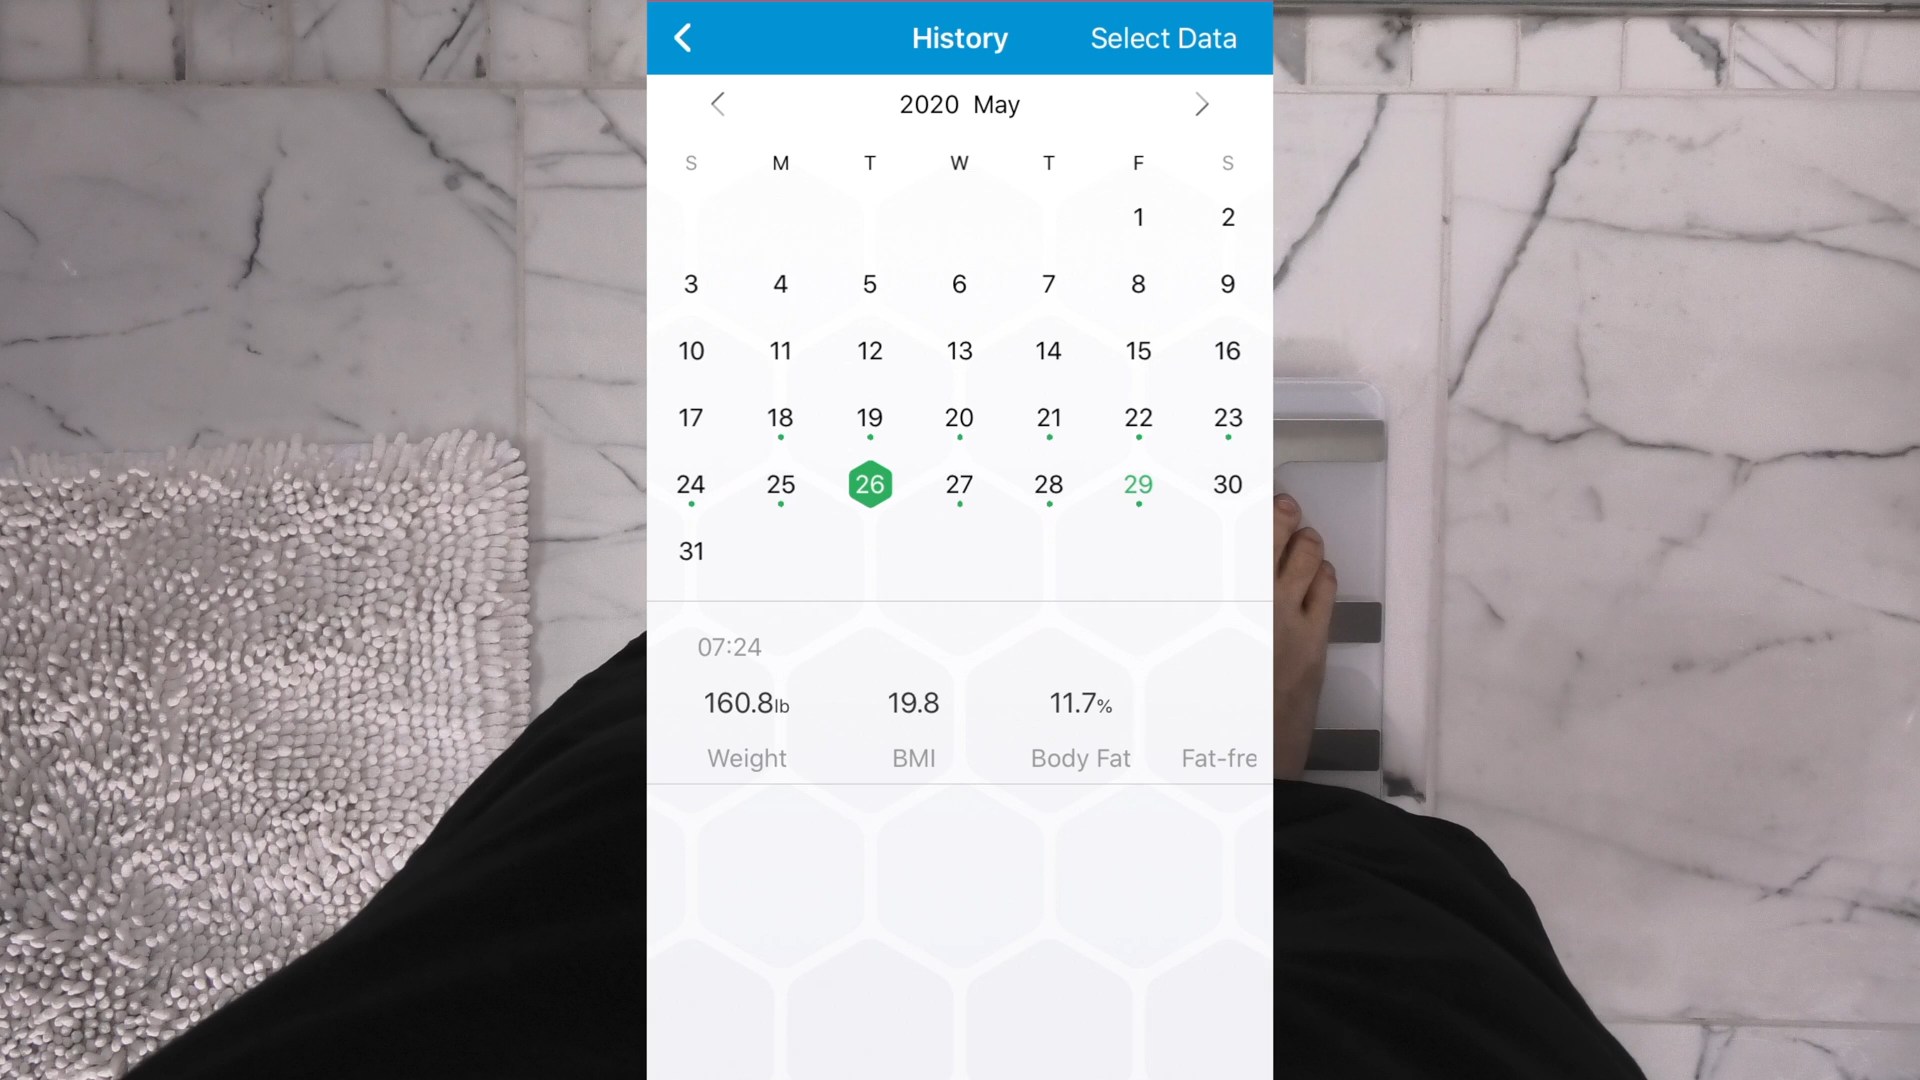 History Select Data
2020 May
S M T W T F S
1 2
3 4 5 6 7 8 9
10 11 12 13 14 15 16
17 18 19 20 21 22 23
24 25 26 27 28 29 30
31
07:24
160.8lb 19.8 11.7%
Weight BMI Body Fat Fat-fre